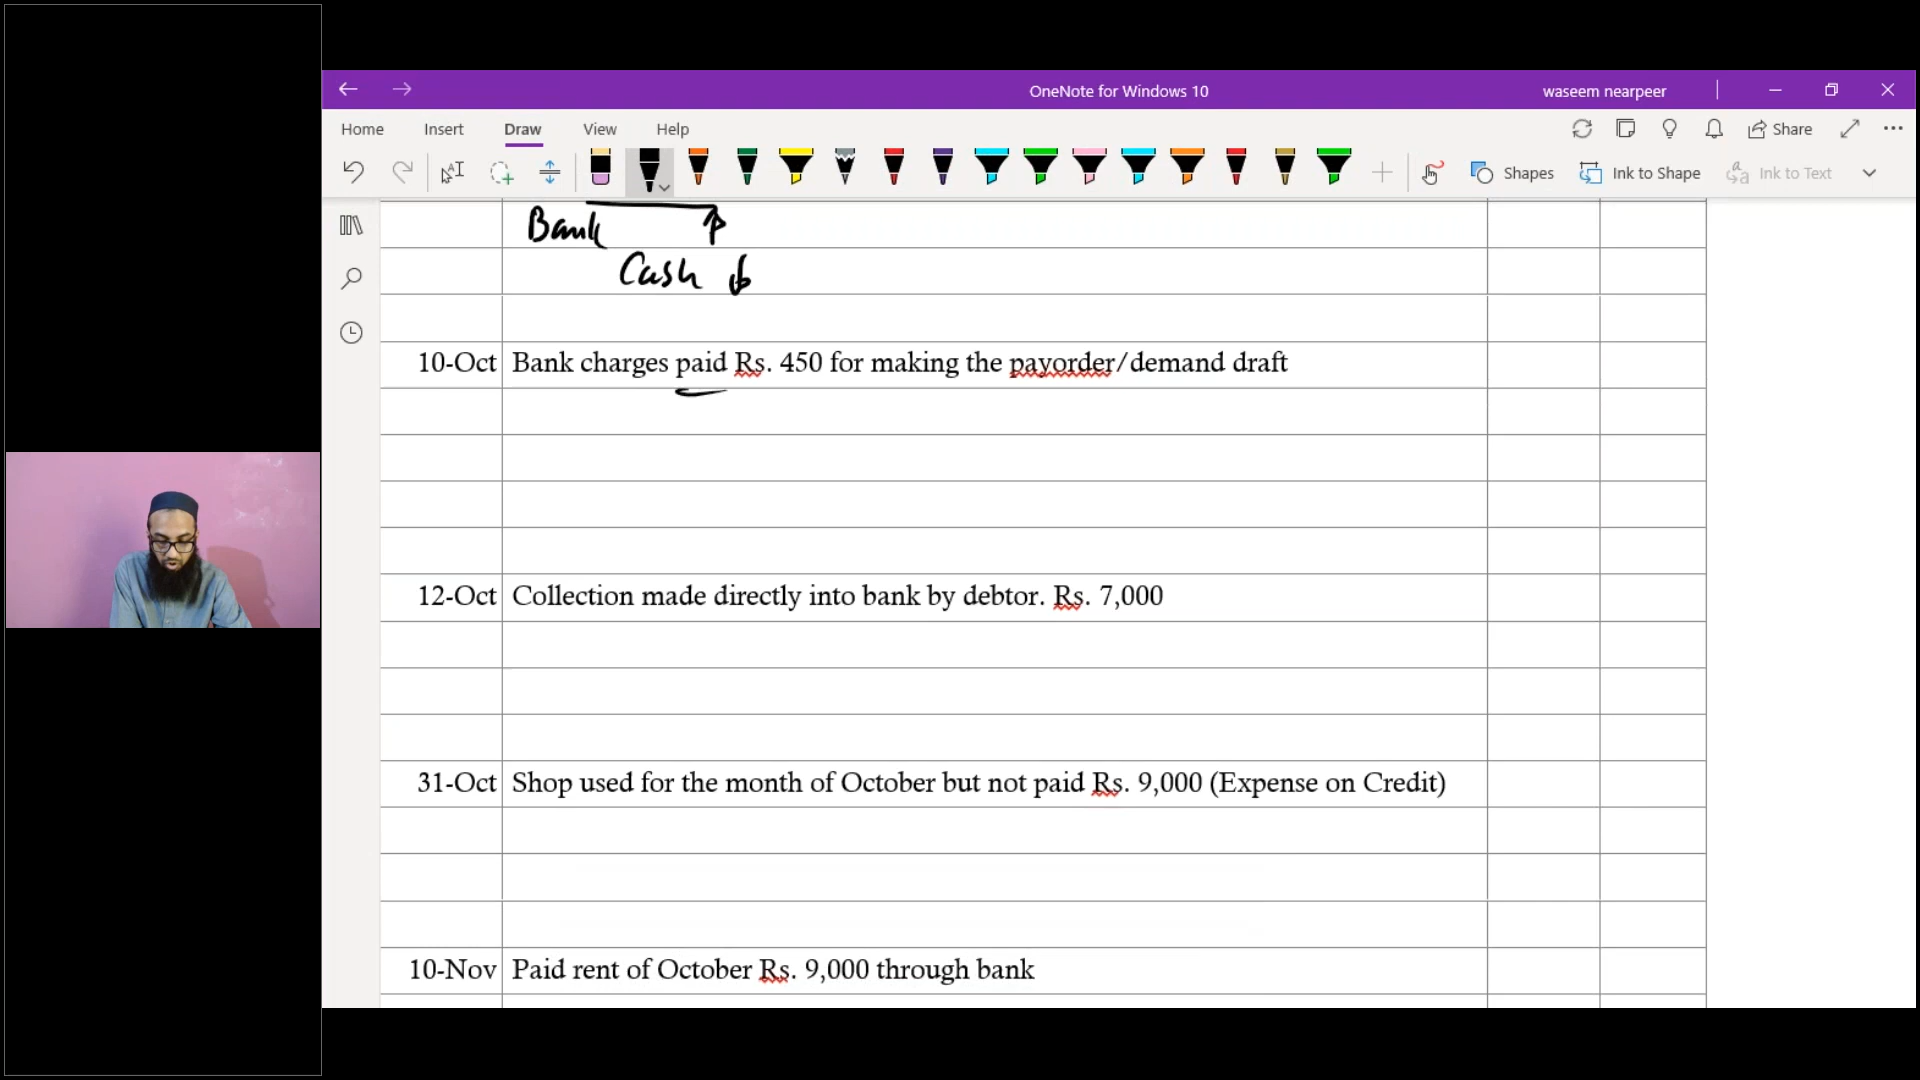 OneNote for Windows 10
waseem nearpeer
Home Insert Draw View Help
Share
Shapes
Ink to Shape
Ink to Text
Bank
Cash
10-Oct Bank charges paid Rs. 450 for making the payorder/demand draft
12-Oct Collection made directly into bank by debtor. Rs. 7,000
31-Oct Shop used for the month of October but not paid Rs. 9,000 (Expense on Credit)
10-Nov Paid rent of October Rs. 9,000 through bank